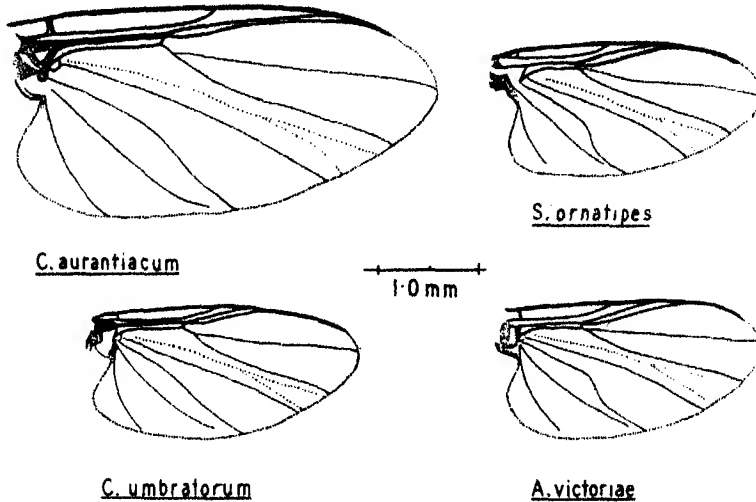 S. ornatipes
C. aurantiacum
1·0 mm
C. umbratorum
A. victoriae